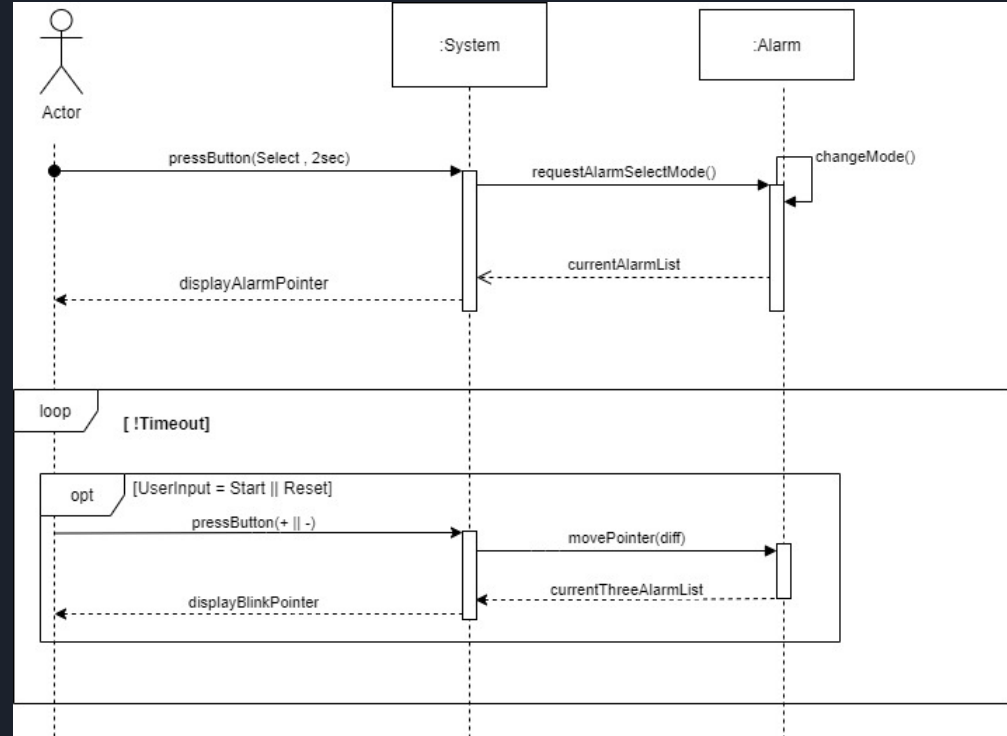 :System
:Alarm
Actor
pressButton(Select , 2sec)
changeMode()
requestAlarmSelectMode()
currentAlarmList
displayAlarmPointer
loop
[ !Timeout]
opt
[UserInput = Start || Reset]
pressButton(+ || -)
movePointer(diff)
currentThreeAlarmList
displayBlinkPointer